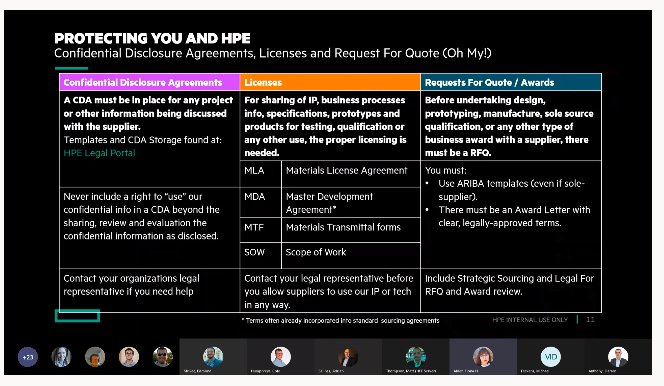 PROTECTING YOU AND HPE
Confidential Disclosure Agreements, Licenses and Request For Quote (Oh My!)
Confidential Disclosure Agreements
Licenses
Requests For Quote / Awards
A CDA must be in place for any project
or other information being discussed
with the supplier.
Templates and CDA Storage found at:
HPE Legal Portal
For sharing of IP, business processes
info, specifications, prototypes and
products for testing, qualification or
any other use, the proper licensing is
needed.
Before undertaking design,
prototyping, manufacture, sole source
qualification, or any other type of
business award with a supplier, there
must be a RFQ.
MLA
Materials License Agreement
MDA
Master Development
Agreement*
MTF
Materials Transmittal forms
SOW
Scope of Work
Never include a right to "use" our
confidential info in a CDA beyond the
sharing, review and evaluation the
confidential information as disclosed.
You must:
• Use ARIBA templates (even if sole-
supplier).
• There must be an Award Letter with
clear, legally-approved terms.
Contact your organizations legal
representative if you need help
Contact your legal representative before
you allow suppliers to use our IP or tech
in any way.
Include Strategic Sourcing and Legal For
RFQ and Award review.
* Terms often already incorporated into standard sourcing agreements
HPE INTERNAL USE ONLY
11
+23